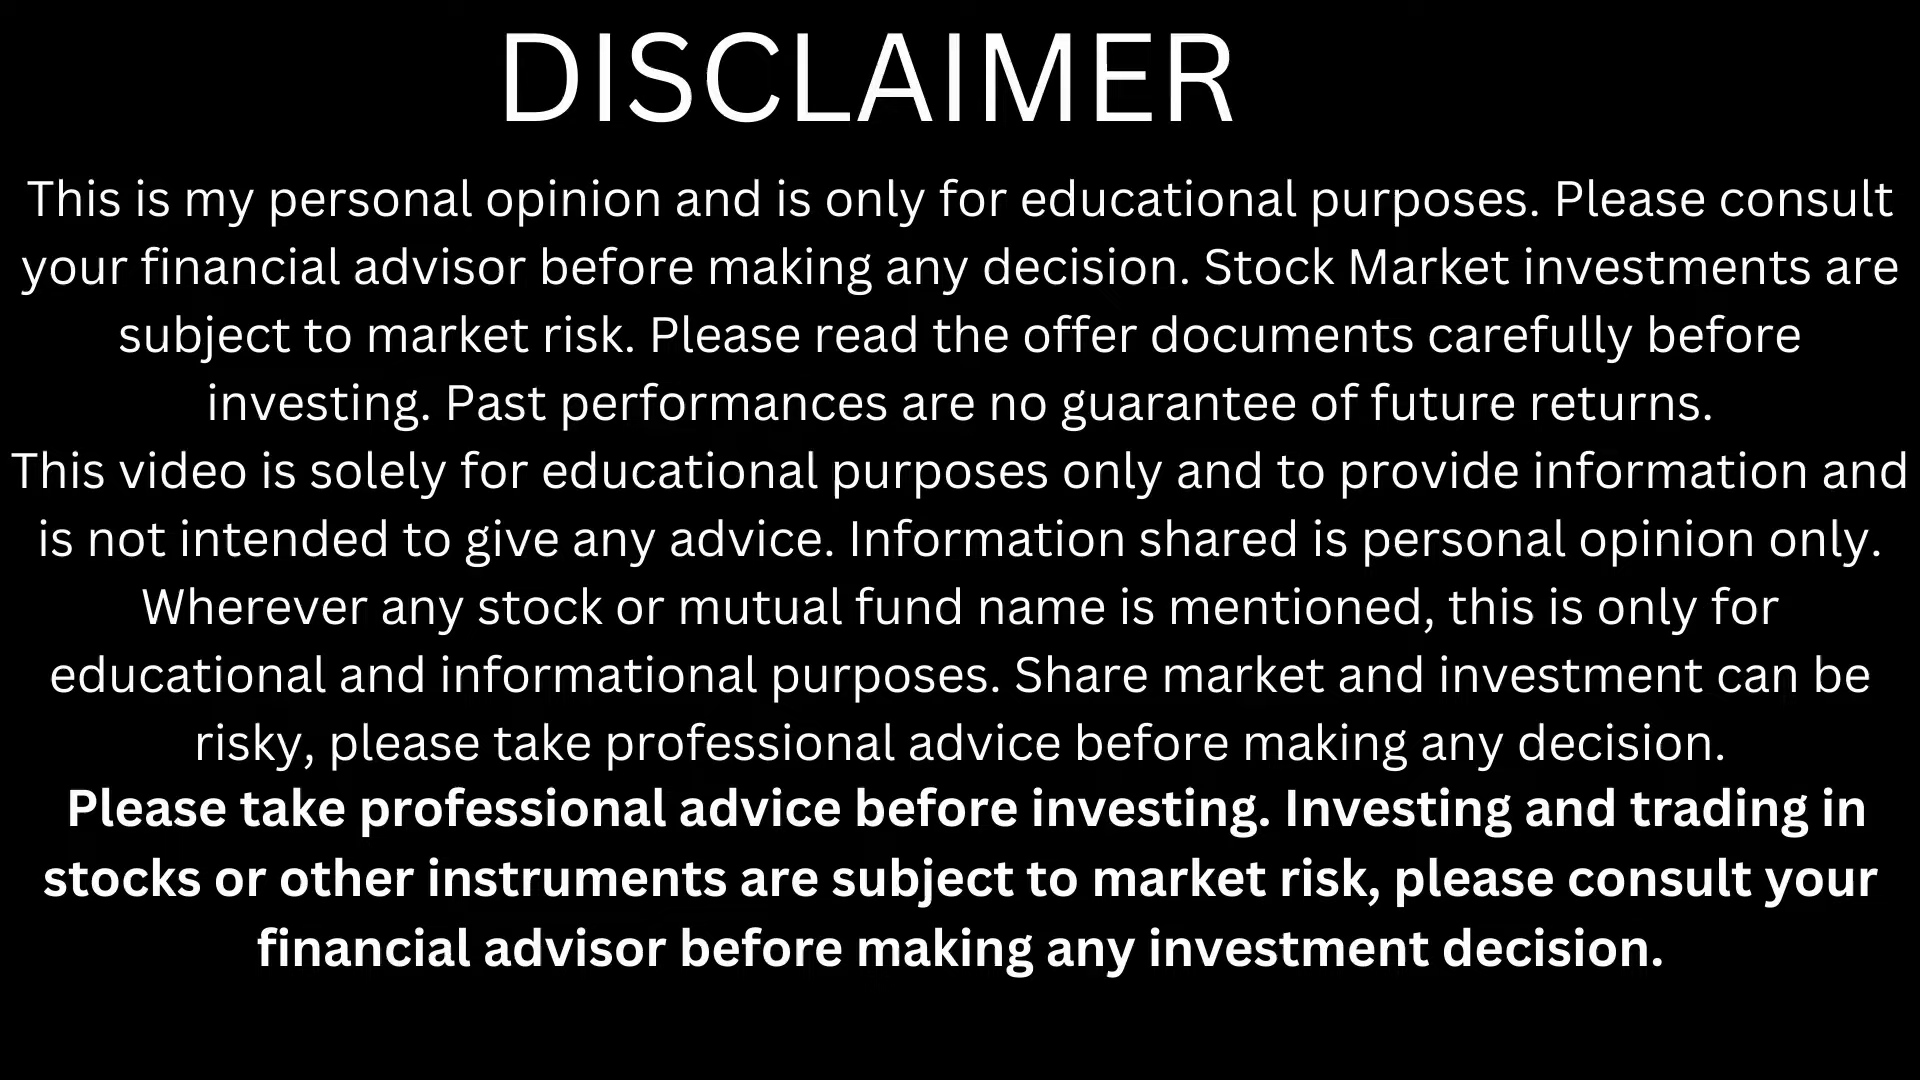 DISCLAIMER
This is my personal opinion and is only for educational purposes. Please consult
your financial advisor before making any decision. Stock Market investments are
subject to market risk. Please read the offer documents carefully before
investing. Past performances are no guarantee of future returns.
This video is solely for educational purposes only and to provide information and
is not intended to give any advice. Information shared is personal opinion only.
Wherever any stock or mutual fund name is mentioned, this is only for
educational and informational purposes. Share market and investment can be
risky, please take professional advice before making any decision.
Please take professional advice before investing. Investing and trading in
stocks or other instruments are subject to market risk, please consult your
financial advisor before making any investment decision.